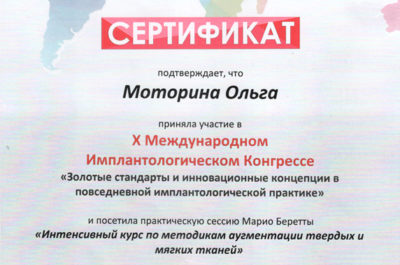 СЕРТИФИКАТ
подтверждает, что
Моторина Ольга
приняла участие в
X Международном
Имплантологическом Конгрессе
«Золотые стандарты и инновационные концепции в
повседневной имплантологической практике»
и посетила практическую сессию Марио Беретты
«Интенсивный курс по методикам аугментации твердых и
мягких тканей»